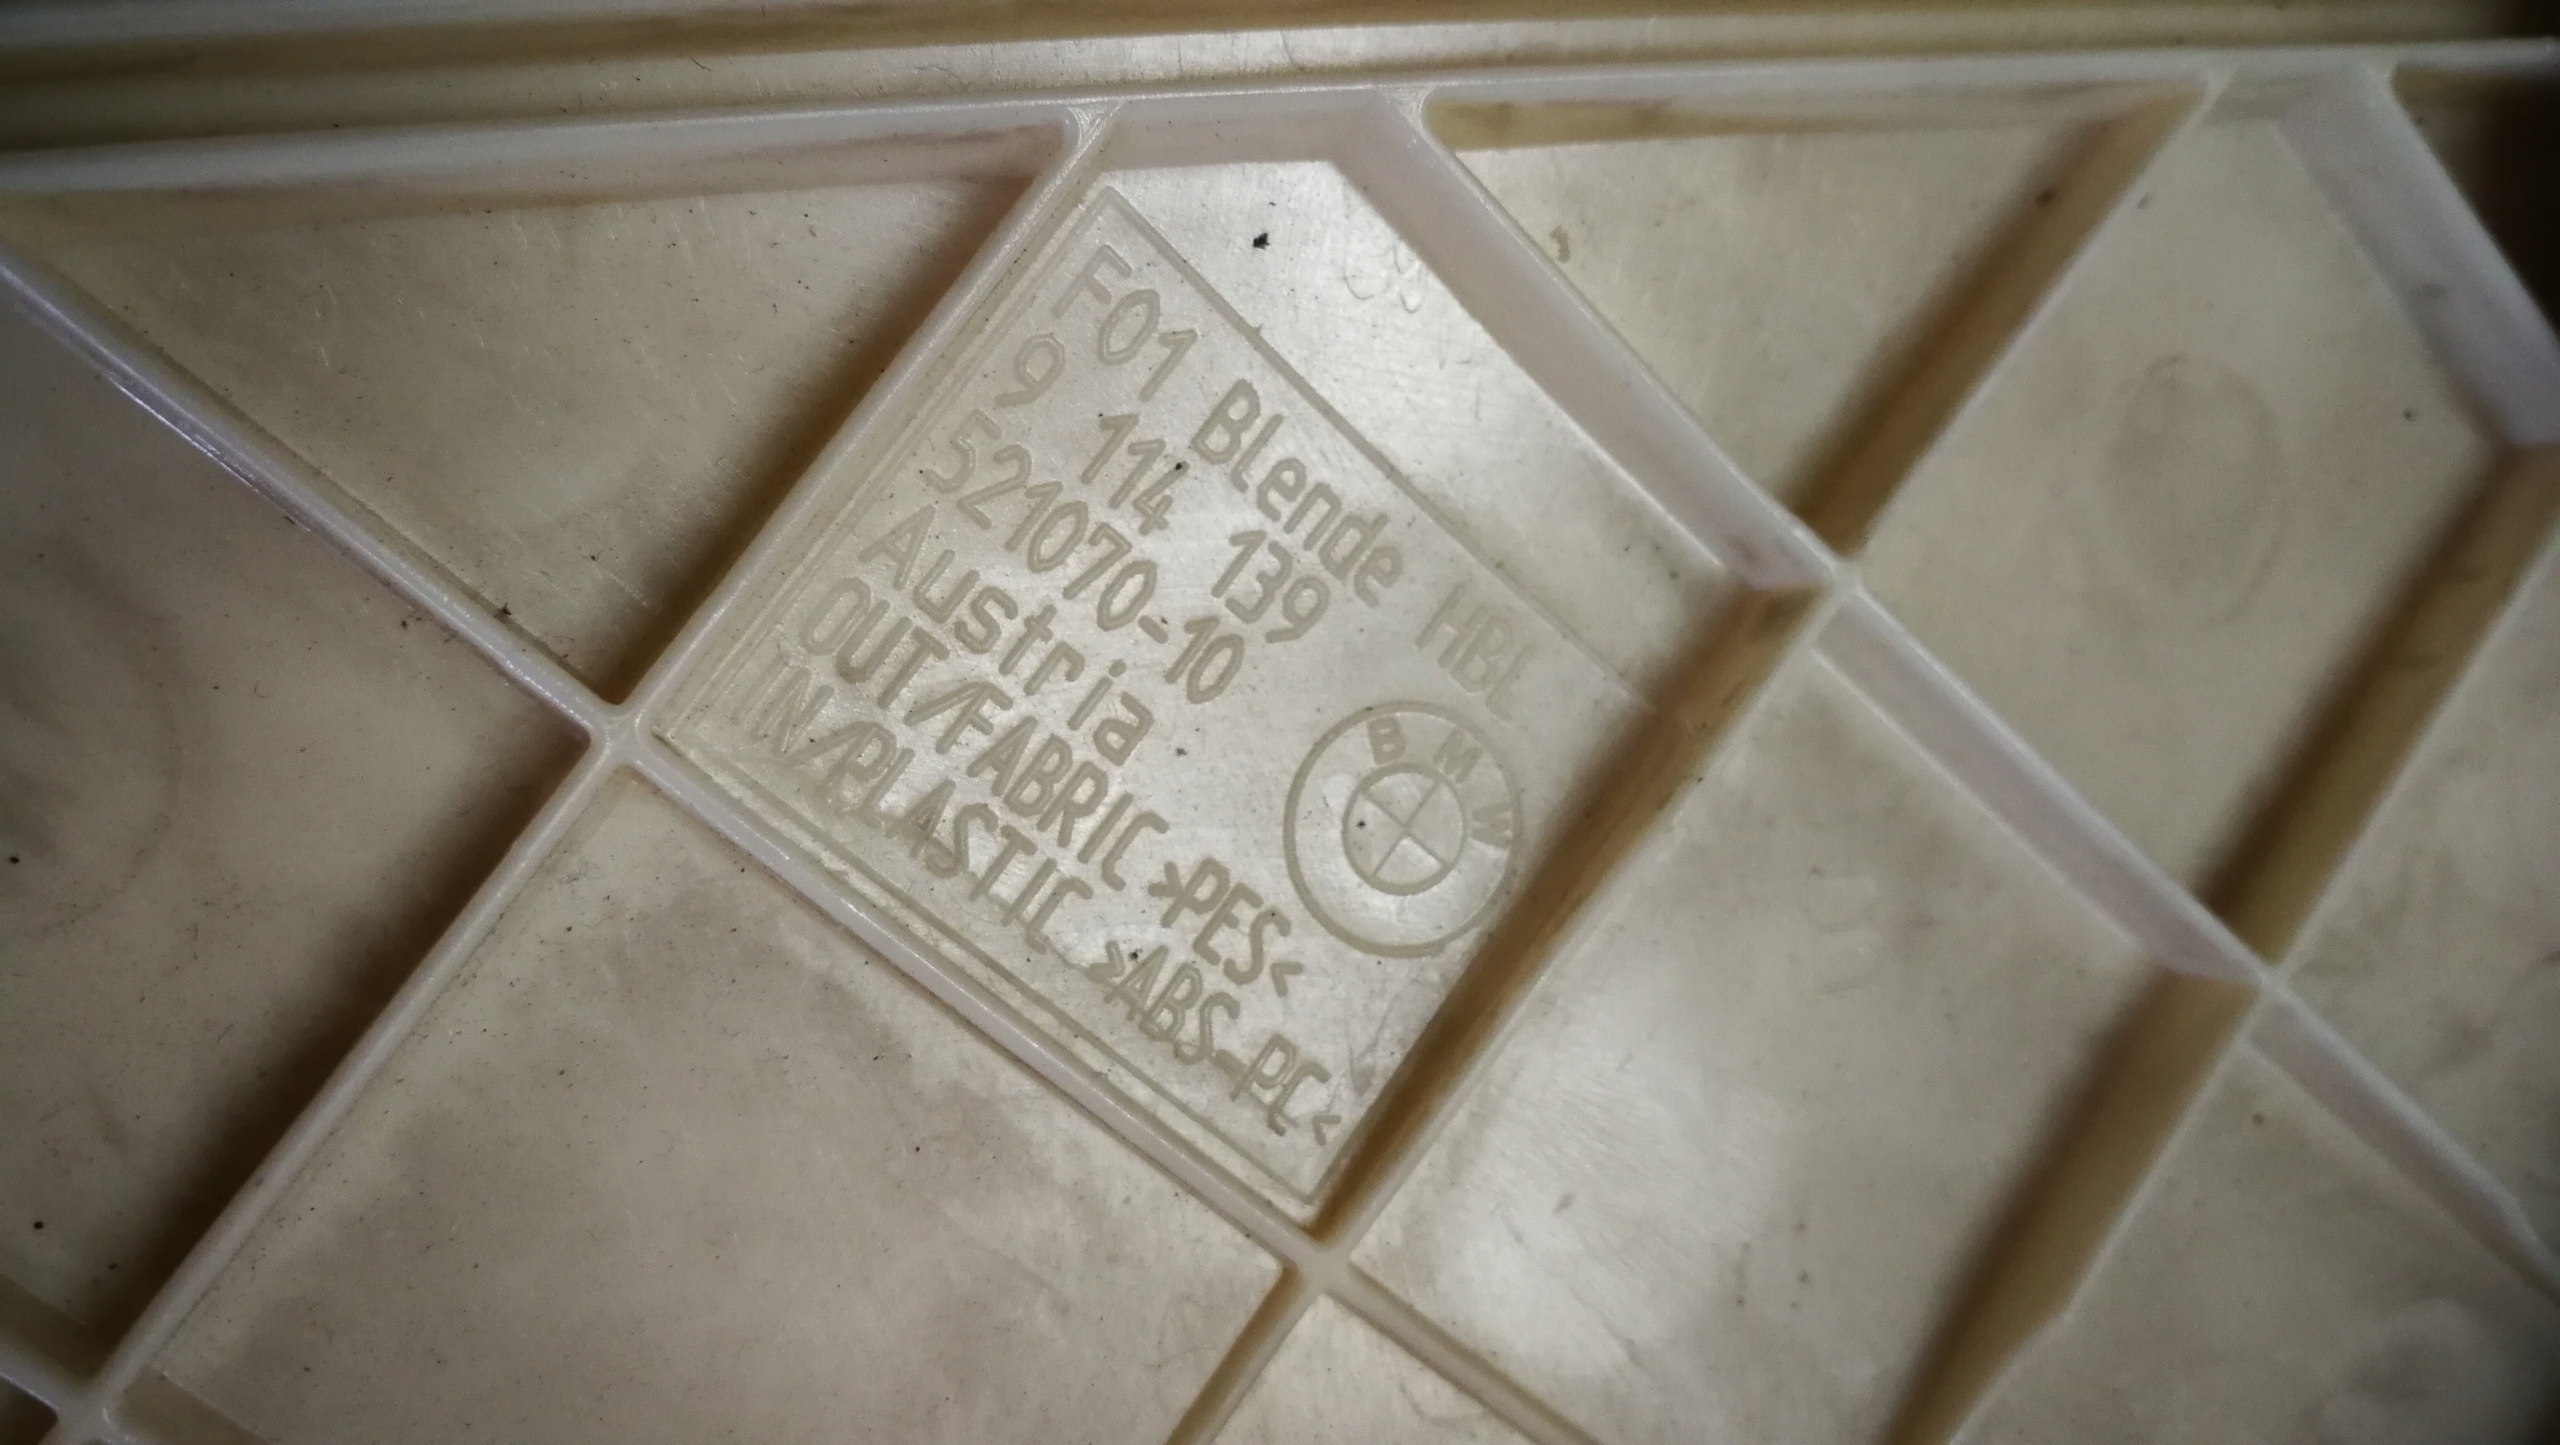 F01 Blende HBL
9 114 139
521070-10
Austria
OUT/FABRIC >PES<
IN/PLASTIC >ABS-PC<
BMW